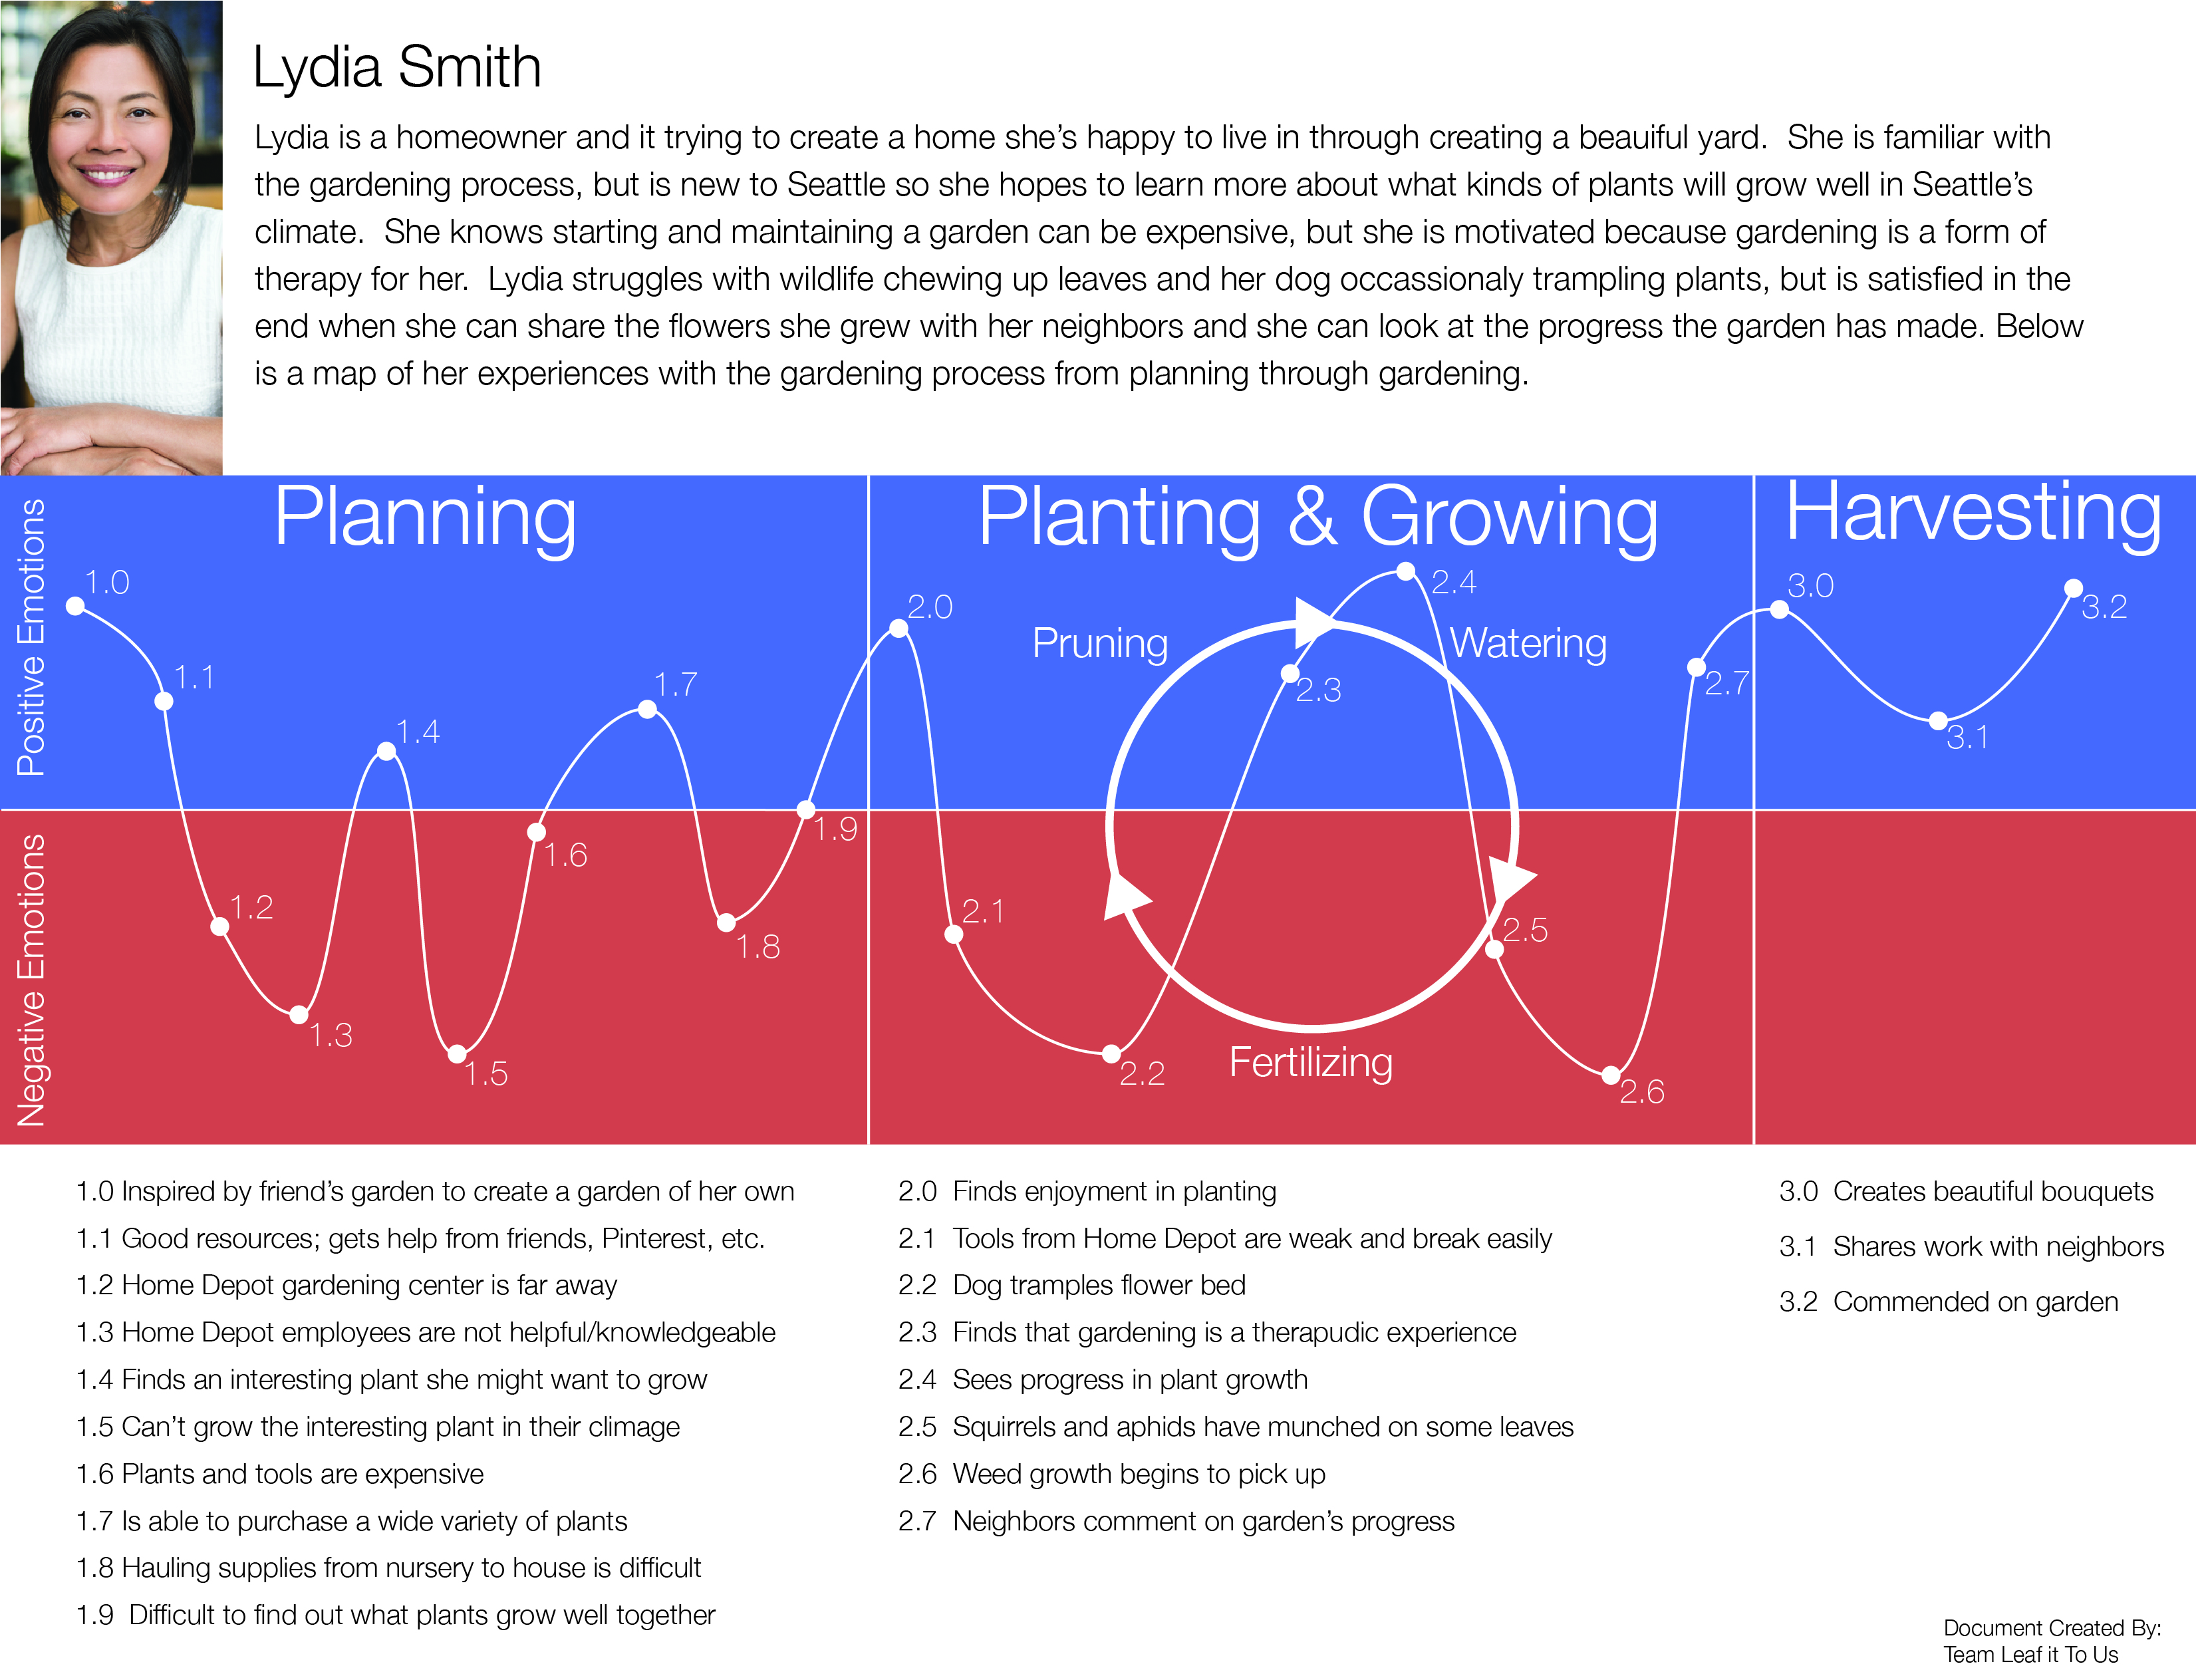 Lydia Smith
Lydia is a homeowner and it trying to create a home she's happy to live in through creating a beauiful yard.  She is familiar with
the gardening process, but is new to Seattle so she hopes to learn more about what kinds of plants will grow well in Seattle's
climate.  She knows starting and maintaining a garden can be expensive, but she is motivated because gardening is a form of
therapy for her.  Lydia struggles with wildlife chewing up leaves and her dog occassionaly trampling plants, but is satisfied in the
end when she can share the flowers she grew with her neighbors and she can look at the progress the garden has made. Below
is a map of her experiences with the gardening process from planning through gardening.
Positive Emotions
Negative Emotions
Planning
1.0
1.1
1.2
1.3
1.4
1.5
1.6
1.7
1.8
1.9
Planting & Growing
2.0
2.1
2.2
2.3
2.4
2.5
2.6
2.7
Pruning
Watering
Fertilizing
Harvesting
3.0
3.1
3.2
1.0 Inspired by friend's garden to create a garden of her own
1.1 Good resources; gets help from friends, Pinterest, etc.
1.2 Home Depot gardening center is far away
1.3 Home Depot employees are not helpful/knowledgeable
1.4 Finds an interesting plant she might want to grow
1.5 Can't grow the interesting plant in their climage
1.6 Plants and tools are expensive
1.7 Is able to purchase a wide variety of plants
1.8 Hauling supplies from nursery to house is difficult
1.9  Difficult to find out what plants grow well together
2.0  Finds enjoyment in planting
2.1  Tools from Home Depot are weak and break easily
2.2  Dog tramples flower bed
2.3  Finds that gardening is a therapudic experience
2.4  Sees progress in plant growth
2.5  Squirrels and aphids have munched on some leaves
2.6  Weed growth begins to pick up
2.7  Neighbors comment on garden's progress
3.0  Creates beautiful bouquets
3.1  Shares work with neighbors
3.2  Commended on garden
Document Created By:
Team Leaf it To Us